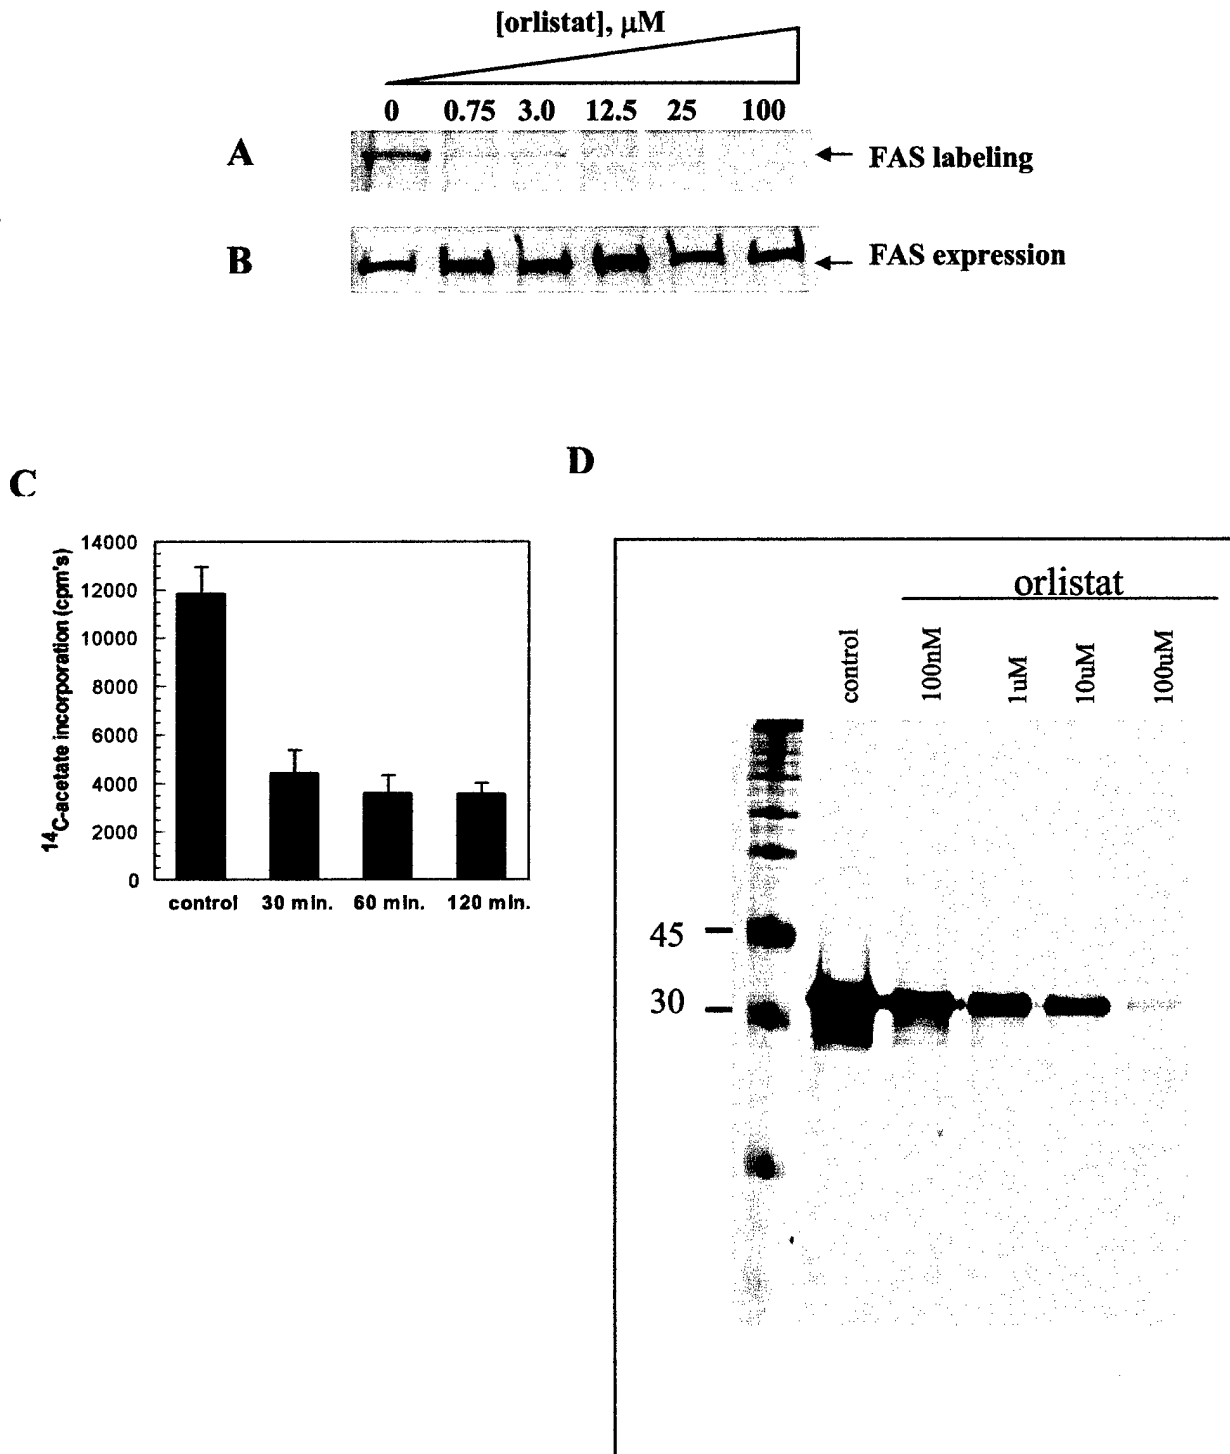 [orlistat], μM
0 0.75 3.0 12.5 25 100
A
FAS labeling
B
FAS expression
C
14C-acetate incorporation (cpm's)
14000
12000
10000
8000
6000
4000
2000
0
control 30 min. 60 min. 120 min.
D
orlistat
control 100nM 1uM 10uM 100uM
45
30